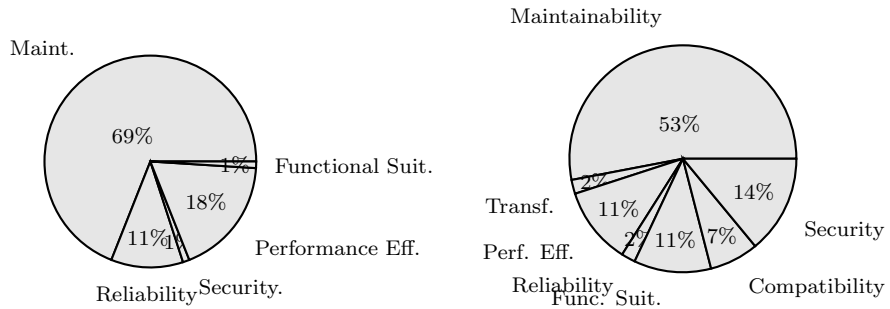 Maint.
69%
1%
Functional Suit.
18%
Performance Eff.
11%
1%
Reliability
Security.
Maintainability
53%
2%
14%
Transf.
11%
Security
2%
11%
7%
Perf. Eff.
Reliability
Compatibility
Func. Suit.